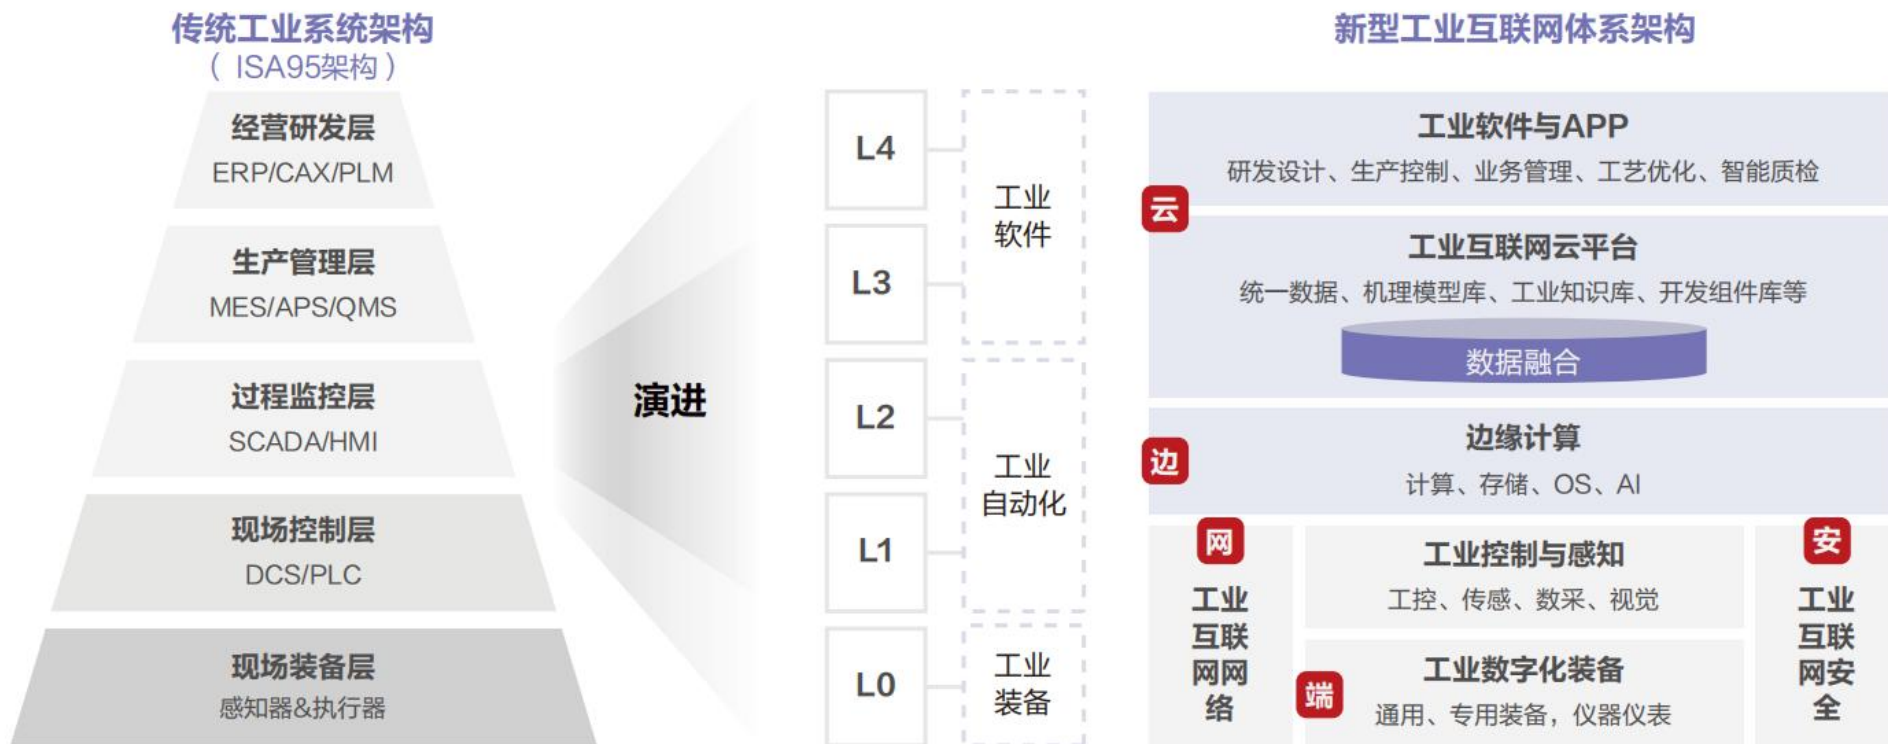 传统工业系统架构
（ ISA95架构 ）
经营研发层
ERP/CAX/PLM
生产管理层
MES/APS/QMS
过程监控层
SCADA/HMI
现场控制层
DCS/PLC
现场装备层
感知器&执行器
演进
L4
L3
L2
L1
L0
工业
软件
工业
自动化
工业
装备
新型工业互联网体系架构
云
工业软件与APP
研发设计、生产控制、业务管理、工艺优化、智能质检
工业互联网云平台
统一数据、机理模型库、工业知识库、开发组件库等
数据融合
边
边缘计算
计算、存储、OS、AI
网
工业
互联
网网
络
工业控制与感知
工控、传感、数采、视觉
端
工业数字化装备
通用、专用装备，仪器仪表
安
工业
互联
网安
全